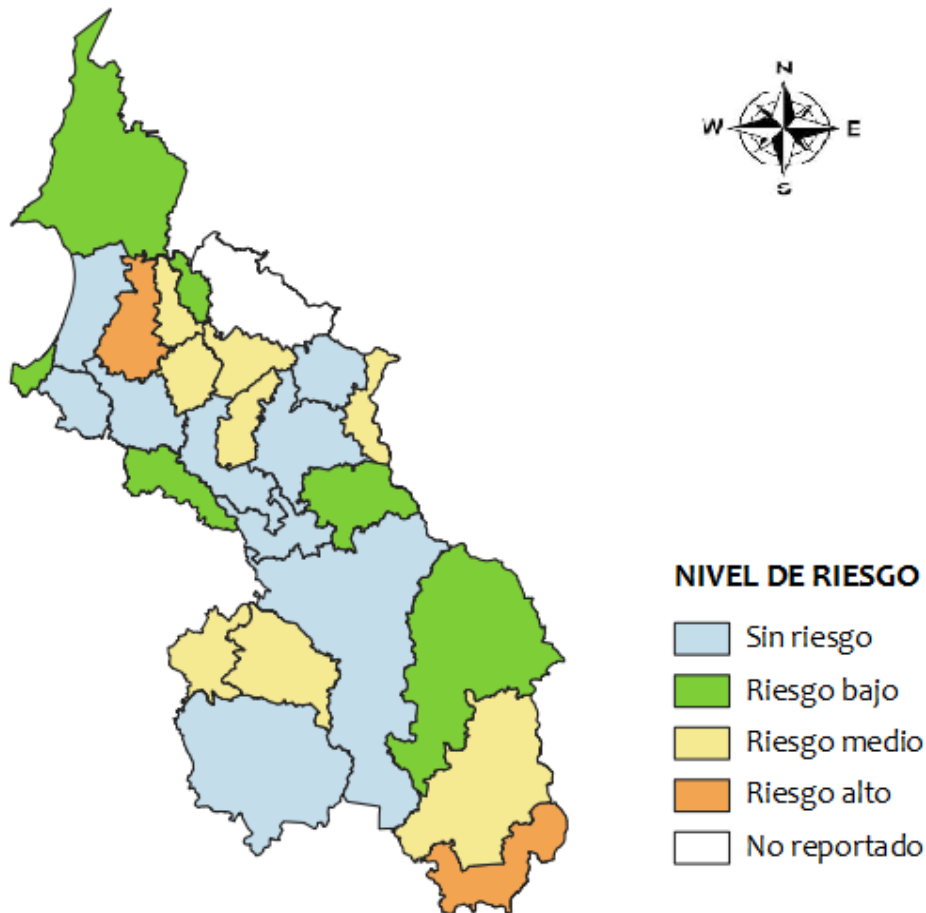 N
W E
S
NIVEL DE RIESGO
Sin riesgo
Riesgo bajo
Riesgo medio
Riesgo alto
No reportado